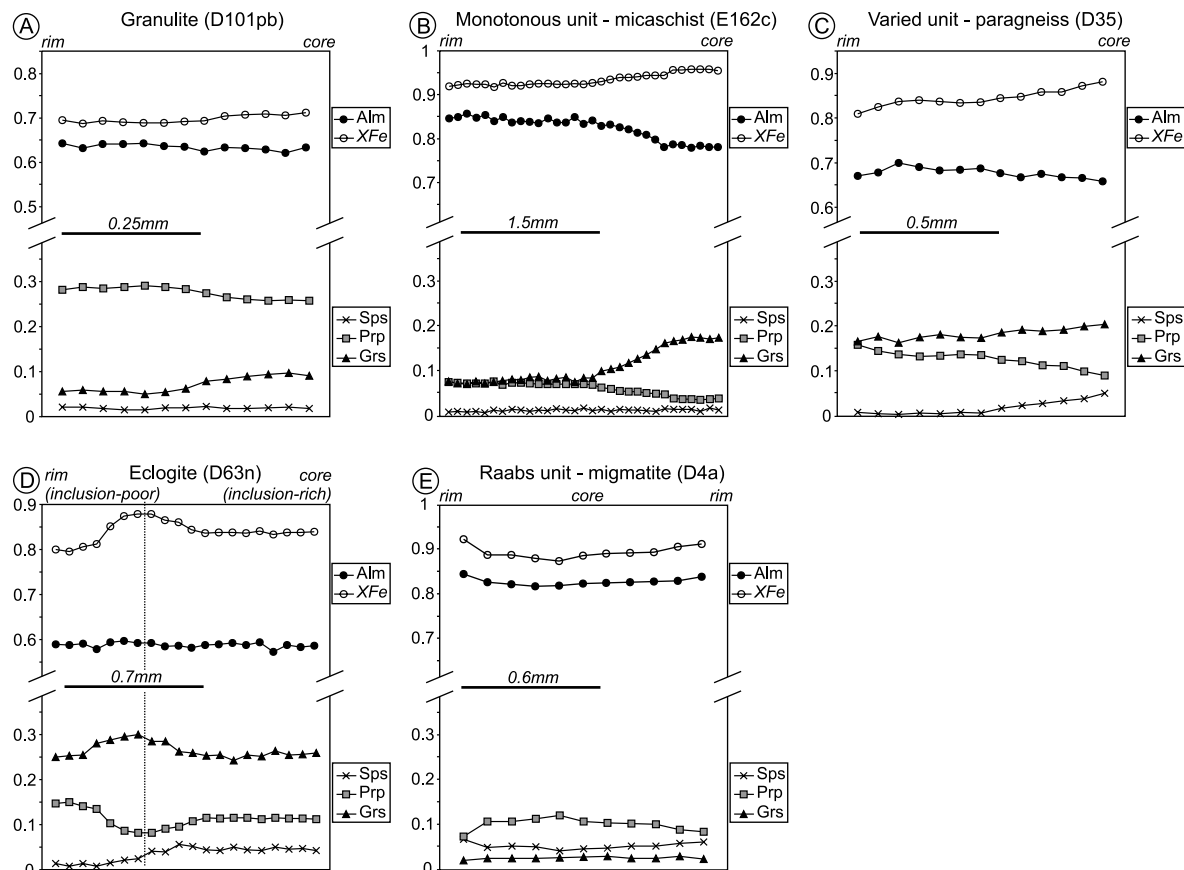 A Granulite (D101pb)
rim core
0.8
0.7
0.6
0.5
0.25mm
0.3
0.2
0.1
0
Alm
XFe
Sps
Prp
Grs
B Monotonous unit - micaschist (E162c)
rim core
1
0.9
0.8
0.7
1.5mm
0.3
0.2
0.1
0
Alm
XFe
Sps
Prp
Grs
C Varied unit - paragneiss (D35)
rim core
0.9
0.8
0.7
0.6
0.5mm
0.3
0.2
0.1
0
Alm
XFe
Sps
Prp
Grs
D Eclogite (D63n)
rim core
(inclusion-poor) (inclusion-rich)
0.9
0.8
0.7
0.6
0.7mm
0.3
0.2
0.1
0
Alm
XFe
Sps
Prp
Grs
E Raabs unit - migmatite (D4a)
rim core rim
1
0.9
0.8
0.7
0.6mm
0.3
0.2
0.1
0
Alm
XFe
Sps
Prp
Grs